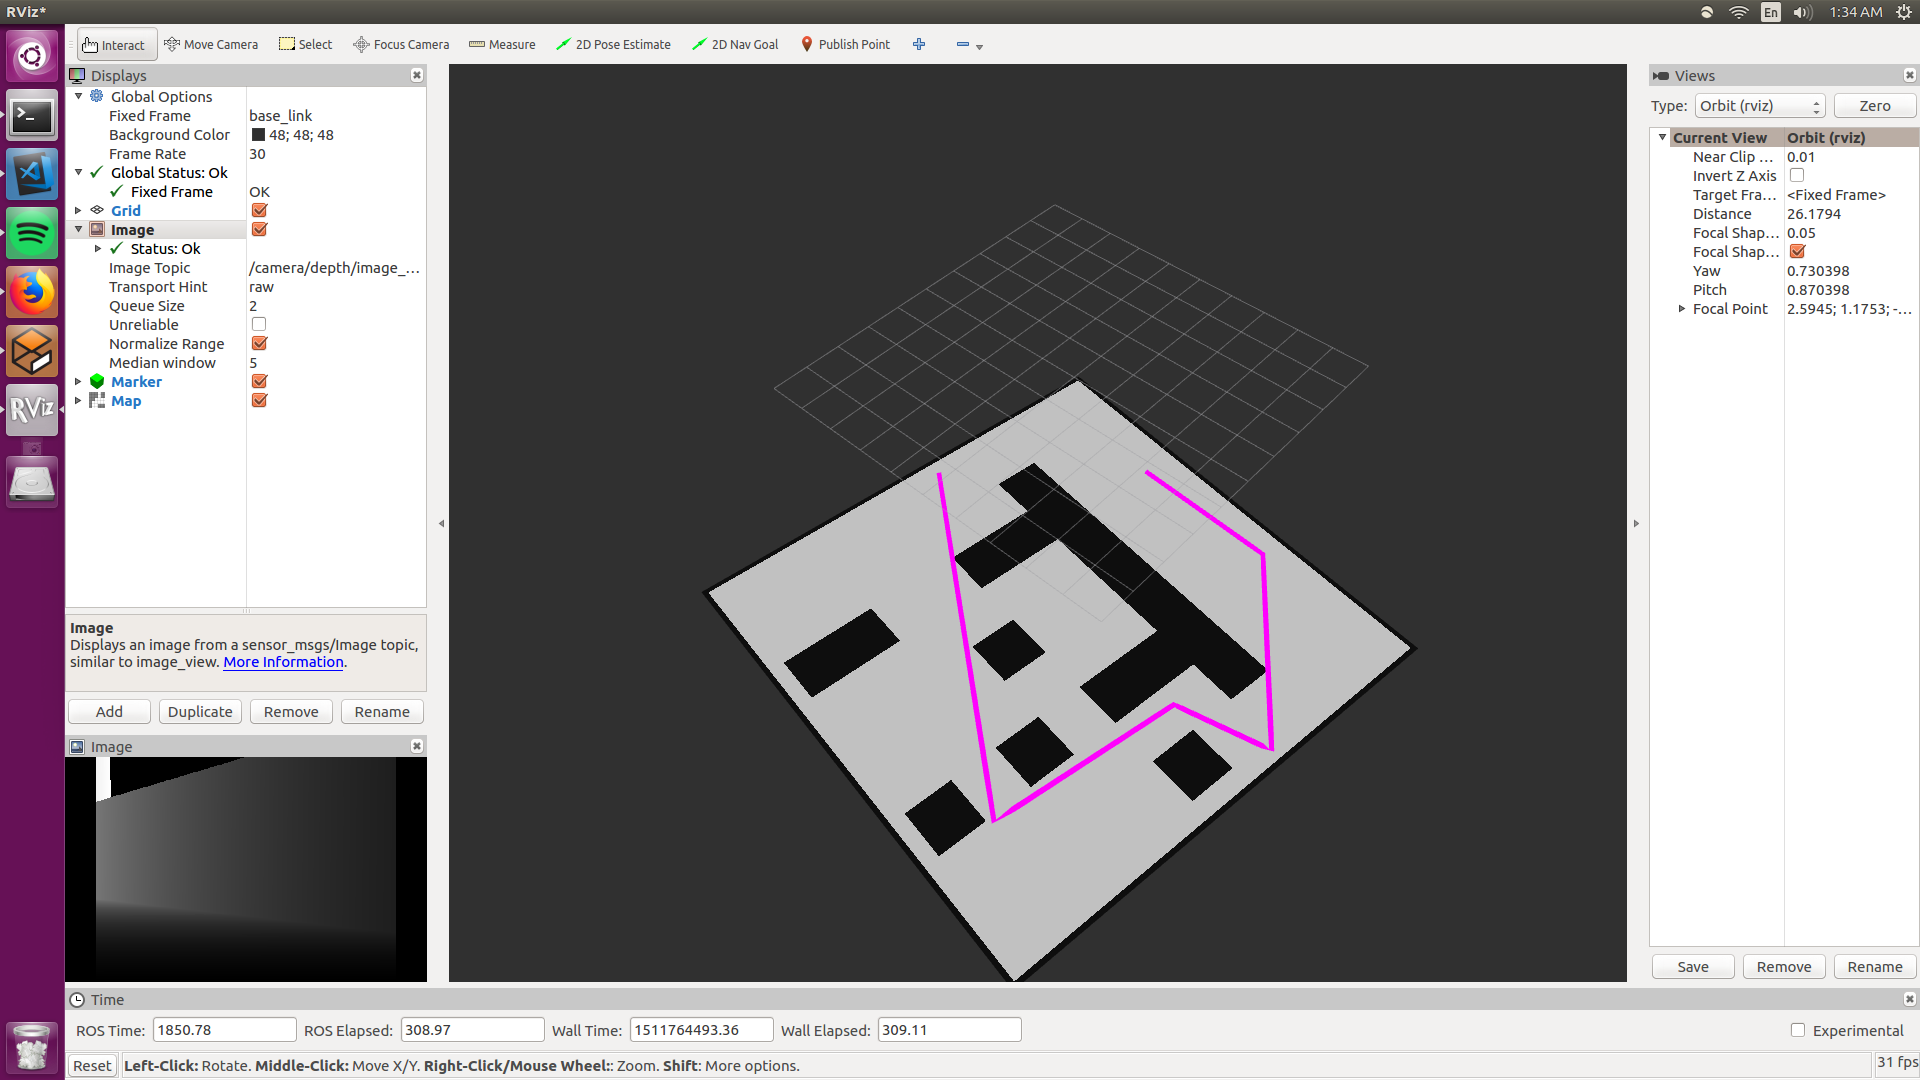 RViz*
En
1:34 AM
Interact
Move Camera
Select
Focus Camera
Measure
2D Pose Estimate
2D Nav Goal
Publish Point
Displays
Global Options
Fixed Frame base_link
Background Color 48; 48; 48
Frame Rate 30
Global Status: Ok
Fixed Frame OK
Grid
Image
Status: Ok
Image Topic /camera/depth/image_...
Transport Hint raw
Queue Size 2
Unreliable
Normalize Range
Median window 5
Marker
Map
RViz
Image
Displays an image from a sensor_msgs/Image topic,
similar to image_view. More Information.
Add Duplicate Remove Rename
Image
Views
Type: Orbit (rviz) Zero
Current View Orbit (rviz)
Near Clip ... 0.01
Invert Z Axis
Target Fra... <Fixed Frame>
Distance 26.1794
Focal Shap... 0.05
Focal Shap...
Yaw 0.730398
Pitch 0.870398
Focal Point 2.5945; 1.1753; -...
Save Remove Rename
Time
ROS Time: 1850.78 ROS Elapsed: 308.97 Wall Time: 1511764493.36 Wall Elapsed: 309.11 Experimental
Reset Left-Click: Rotate. Middle-Click: Move X/Y. Right-Click/Mouse Wheel:: Zoom. Shift: More options. 31 fps